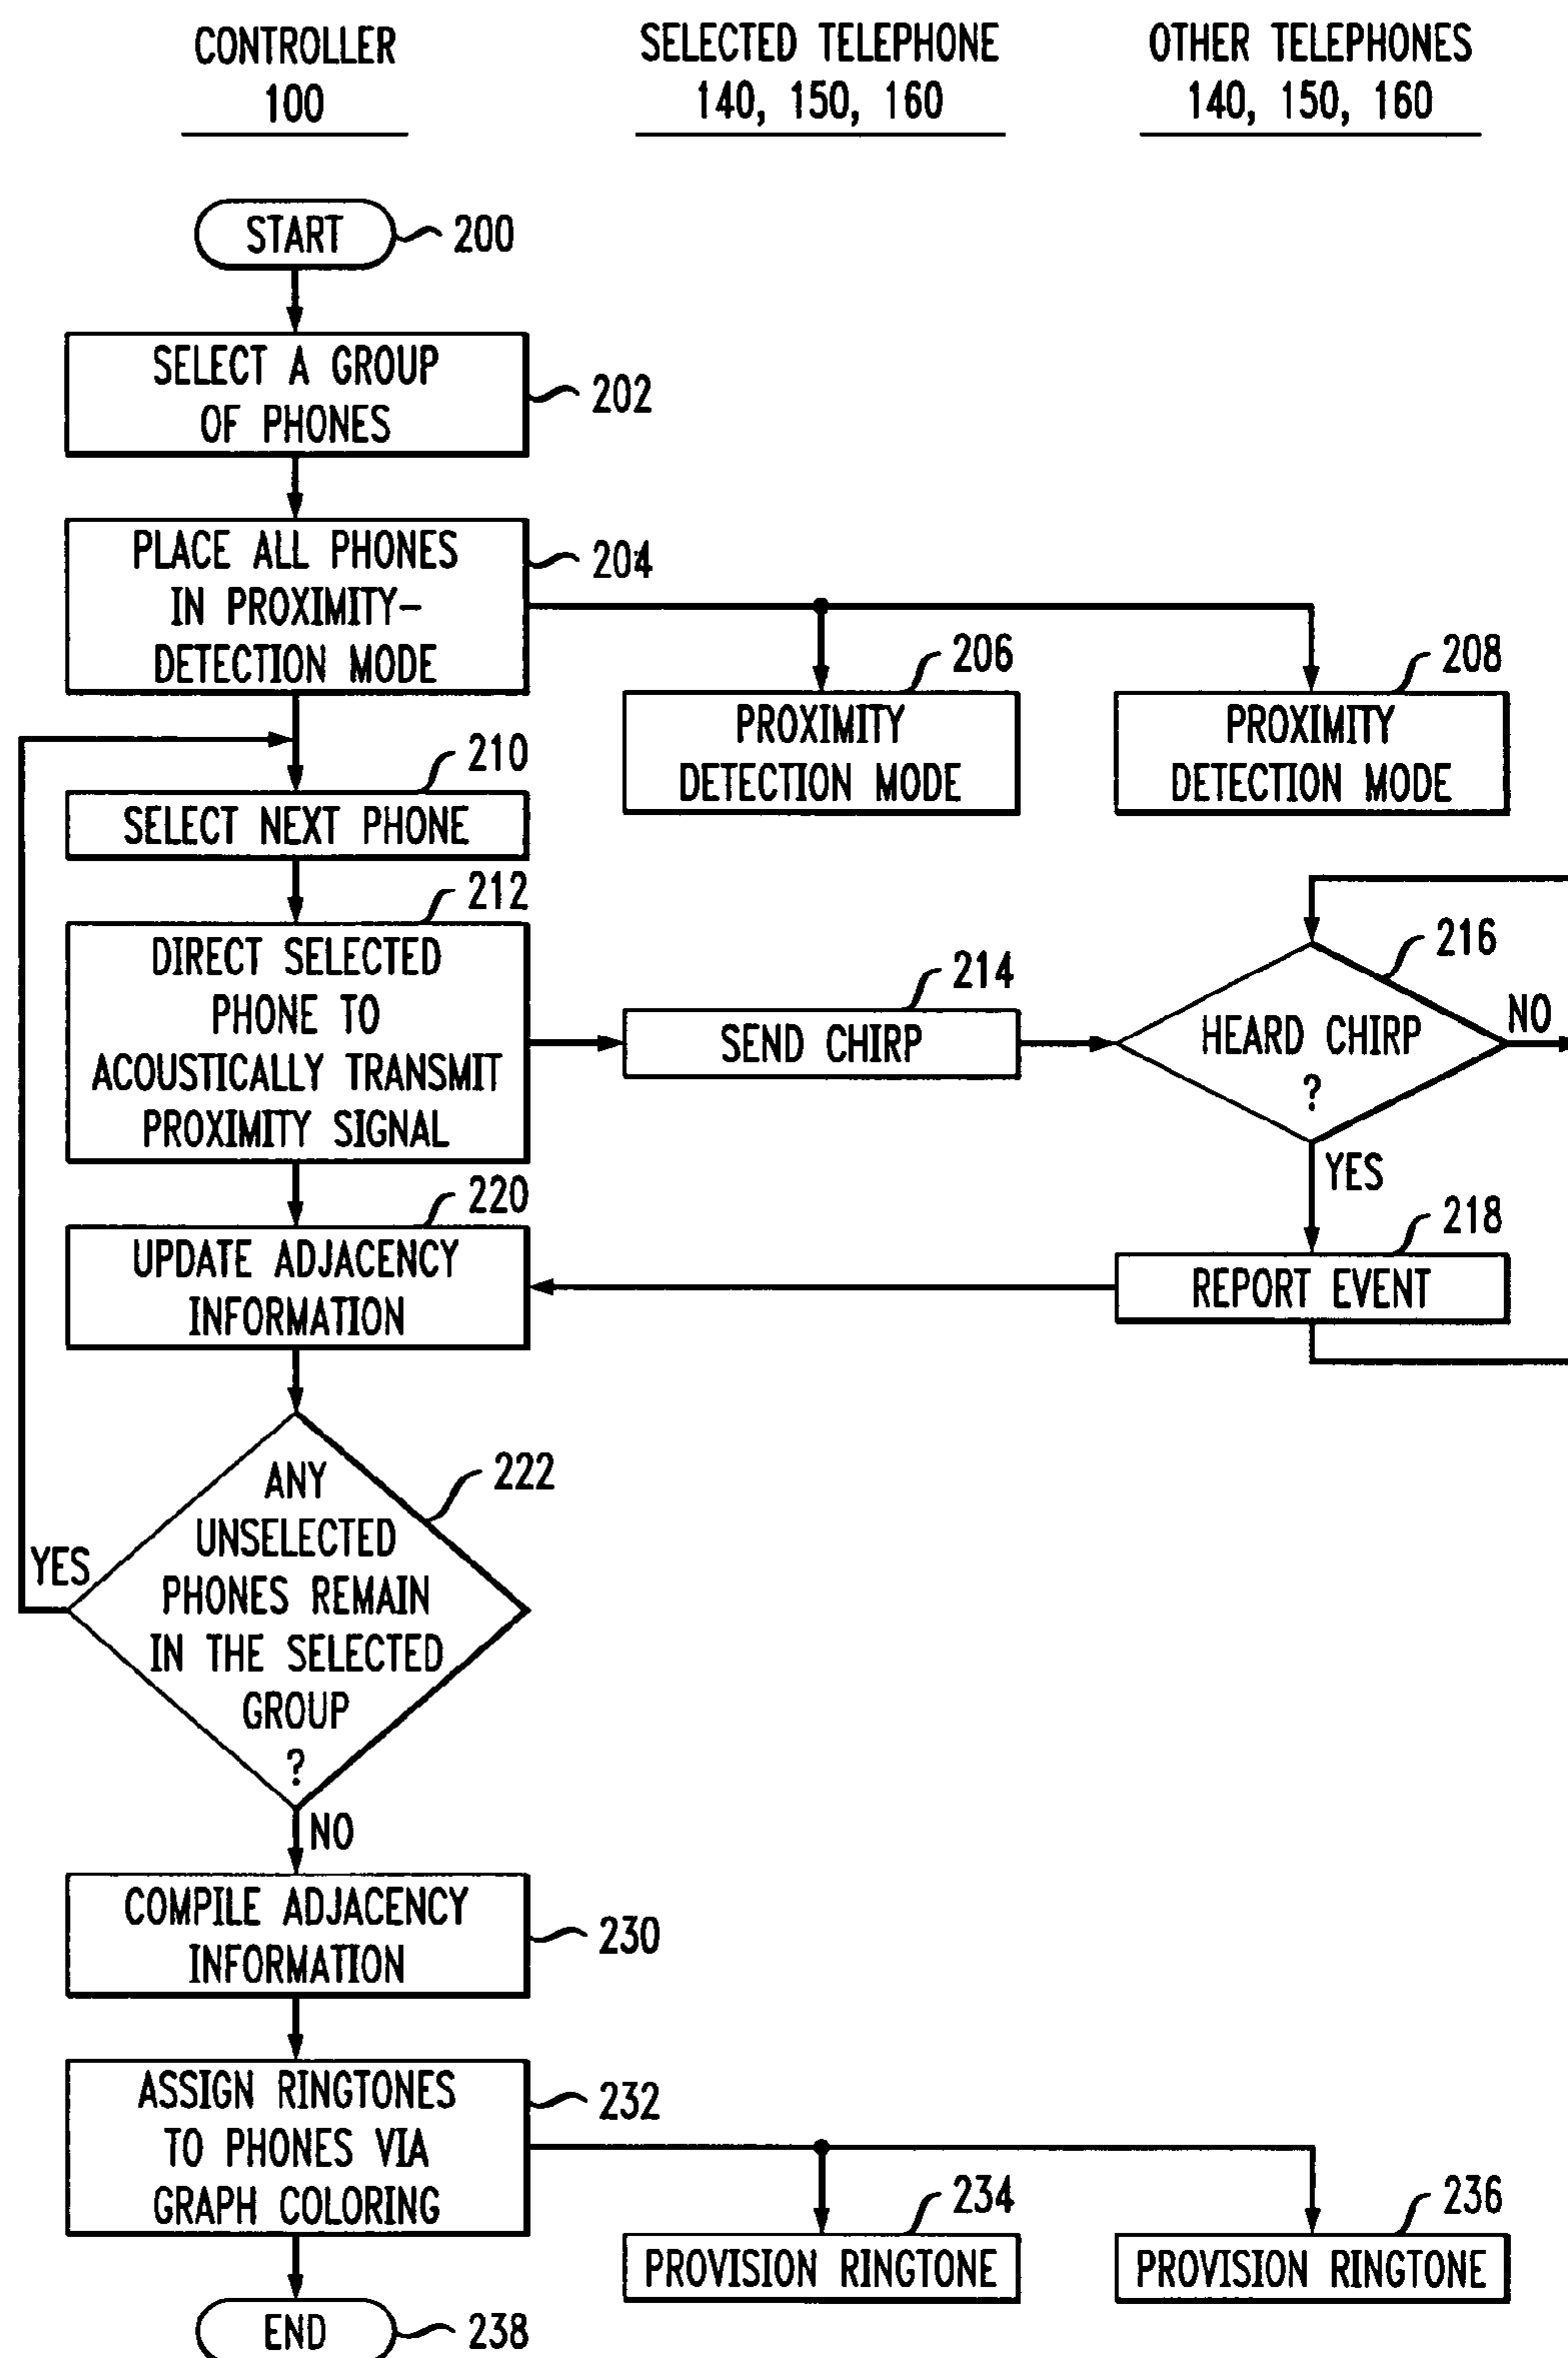 CONTROLLER
100
SELECTED TELEPHONE
140, 150, 160
OTHER TELEPHONES
140, 150, 160
START
200
SELECT A GROUP
OF PHONES
202
PLACE ALL PHONES
IN PROXIMITY-
DETECTION MODE
204
206
PROXIMITY
DETECTION MODE
208
PROXIMITY
DETECTION MODE
210
SELECT NEXT PHONE
212
DIRECT SELECTED
PHONE TO
ACOUSTICALLY TRANSMIT
PROXIMITY SIGNAL
214
SEND CHIRP
216
HEARD CHIRP
?
NO
YES
218
REPORT EVENT
220
UPDATE ADJACENCY
INFORMATION
222
ANY
UNSELECTED
PHONES REMAIN
IN THE SELECTED
GROUP
?
YES
NO
COMPILE ADJACENCY
INFORMATION
230
ASSIGN RINGTONES
TO PHONES VIA
GRAPH COLORING
232
234
PROVISION RINGTONE
236
PROVISION RINGTONE
END
238